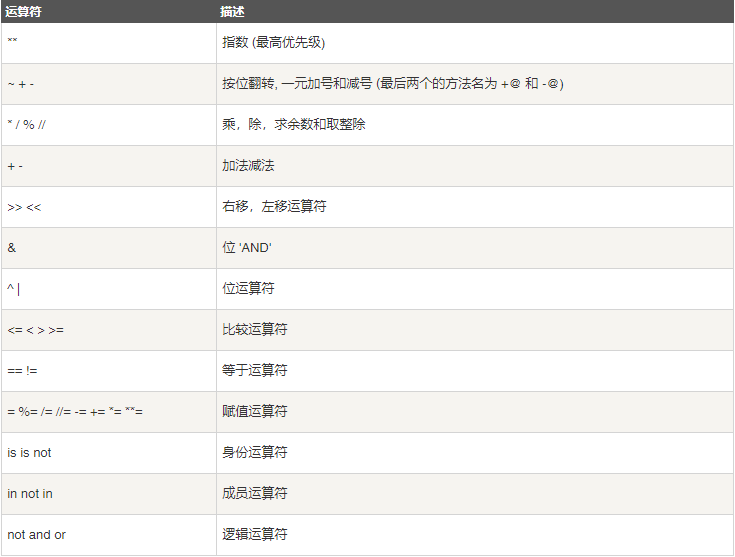 运算符 描述
** 指数 (最高优先级)
~ + - 按位翻转, 一元加号和减号 (最后两个的方法名为 +@ 和 -@)
* / % // 乘，除，求余数和取整除
+ - 加法减法
>> << 右移，左移运算符
& 位 'AND'
^ | 位运算符
<= < > >= 比较运算符
== != 等于运算符
= %= /= //= -= += *= **= 赋值运算符
is is not 身份运算符
in not in 成员运算符
not and or 逻辑运算符